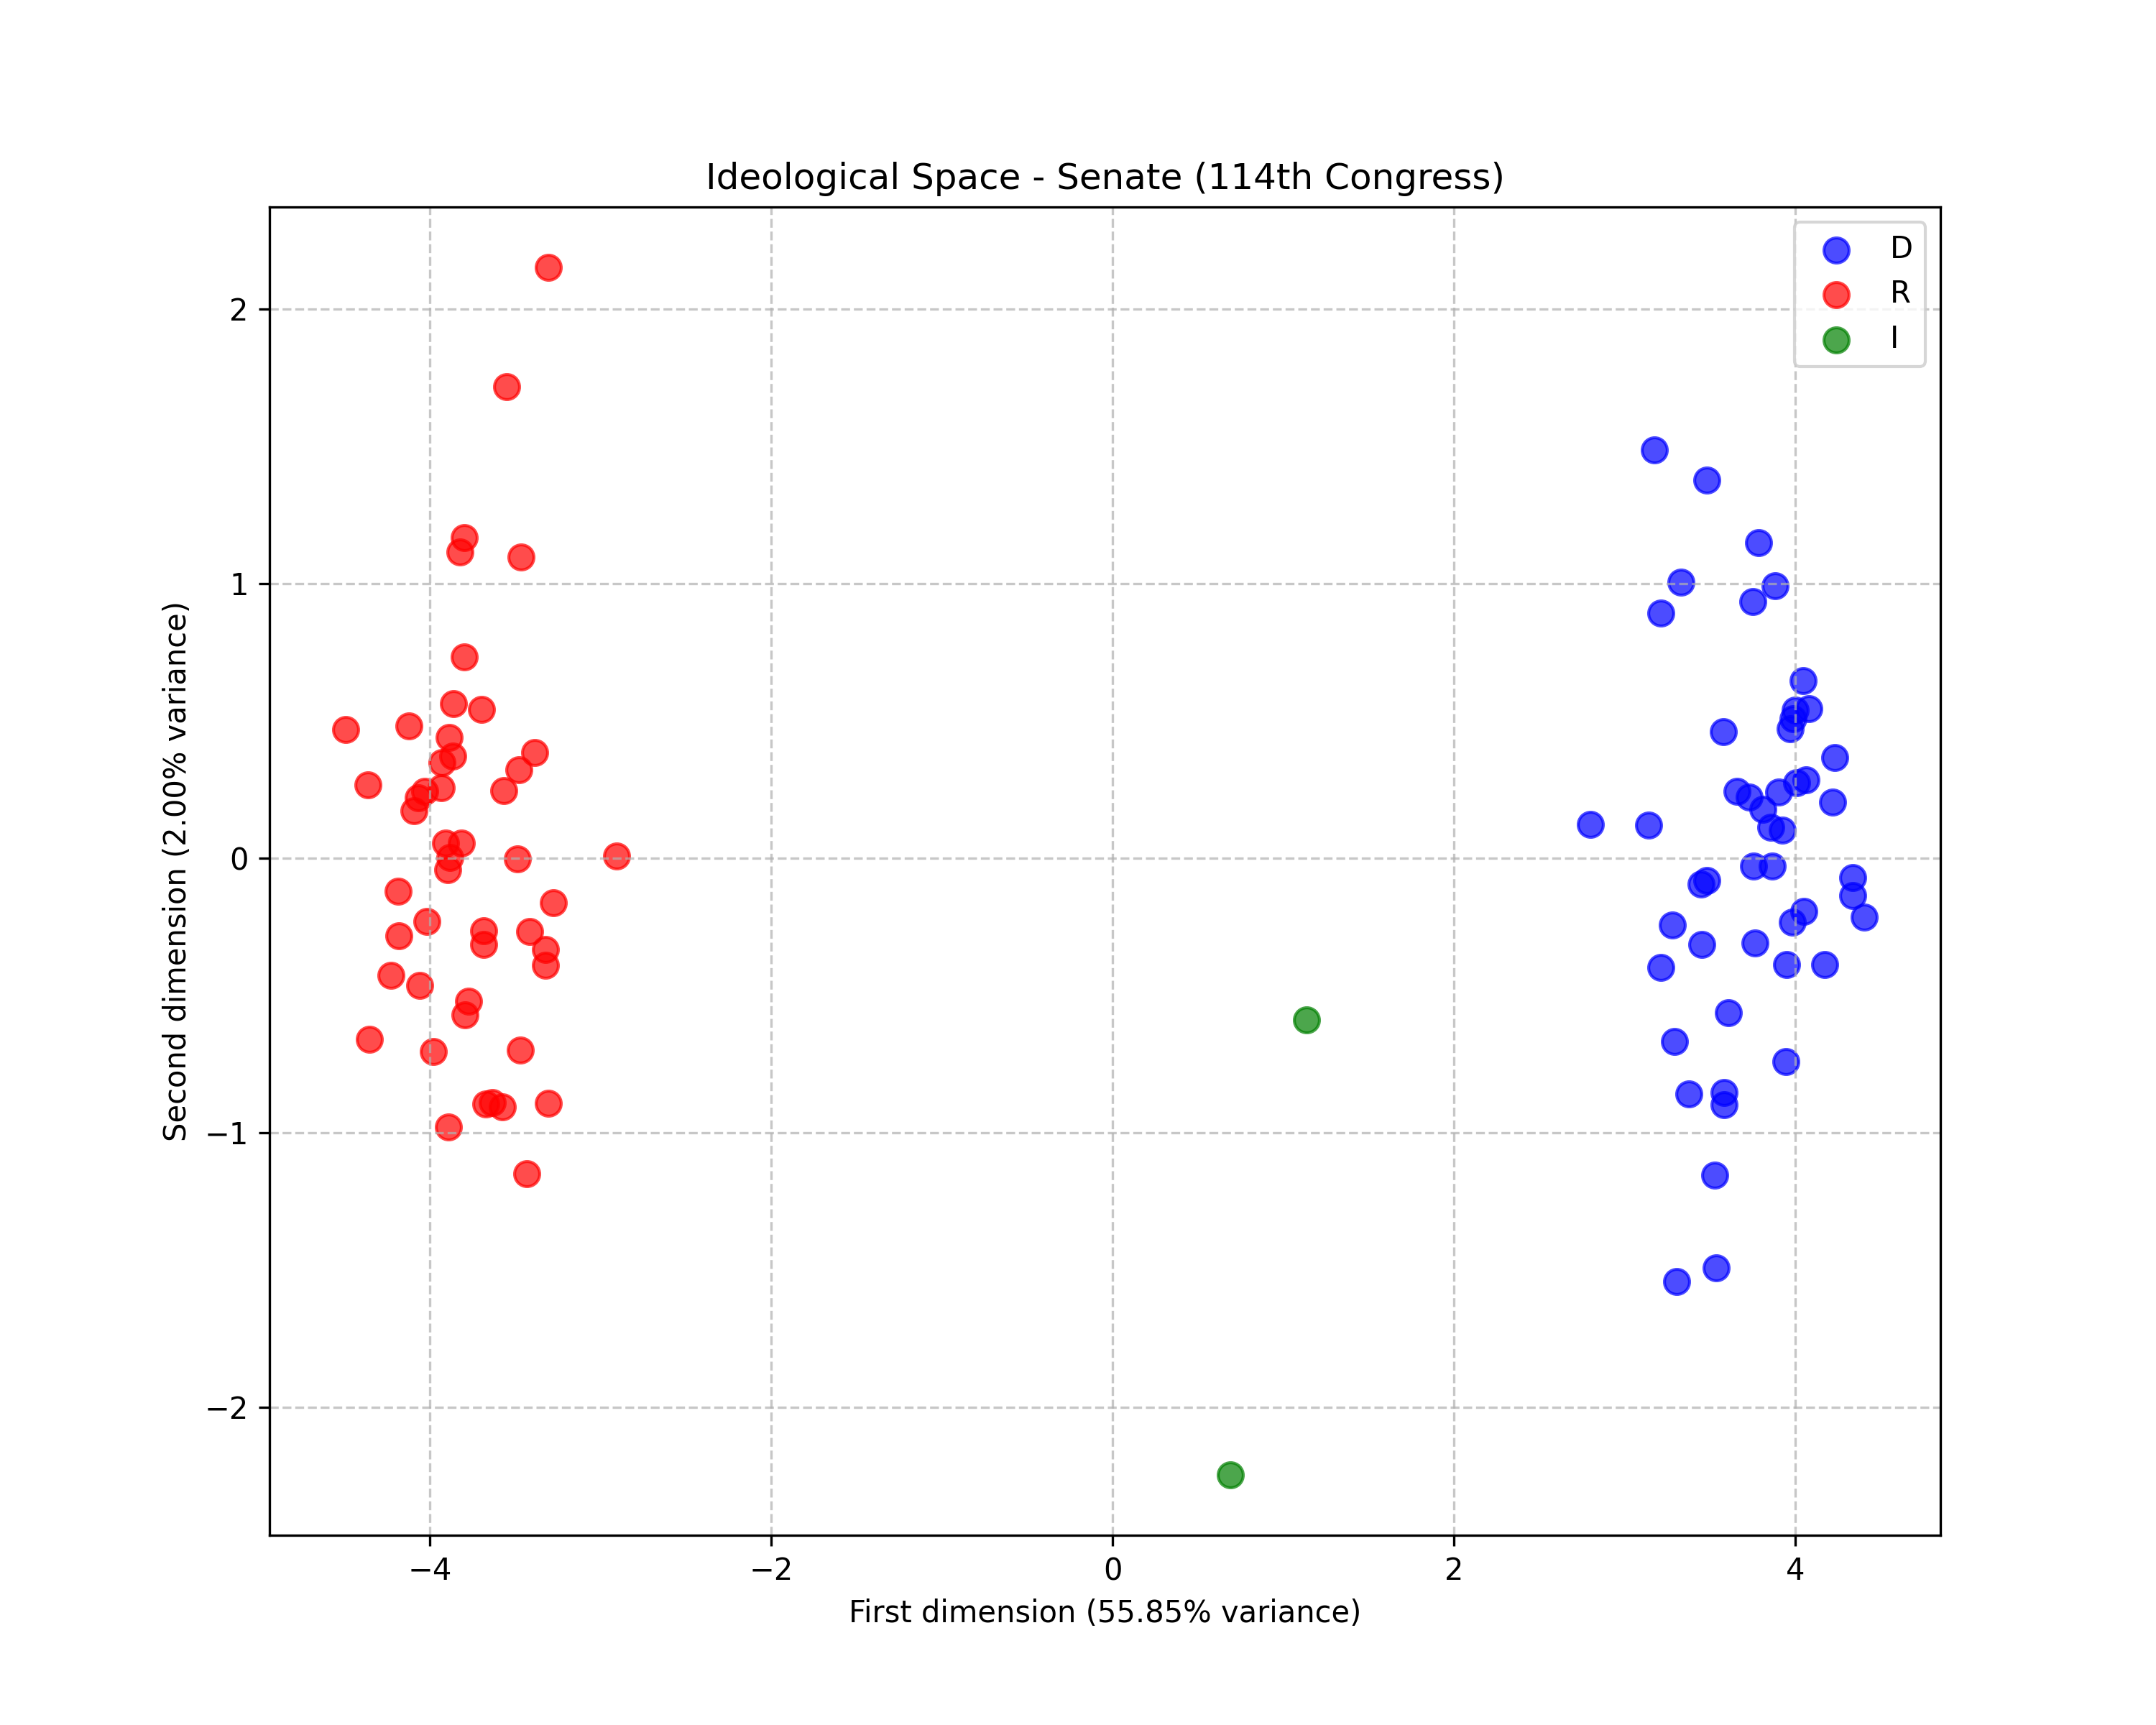 Ideological Space - Senate (114th Congress)
D
R
I
2
1
0
−1
−2
Second dimension (2.00% variance)
−4
−2
0
2
4
First dimension (55.85% variance)